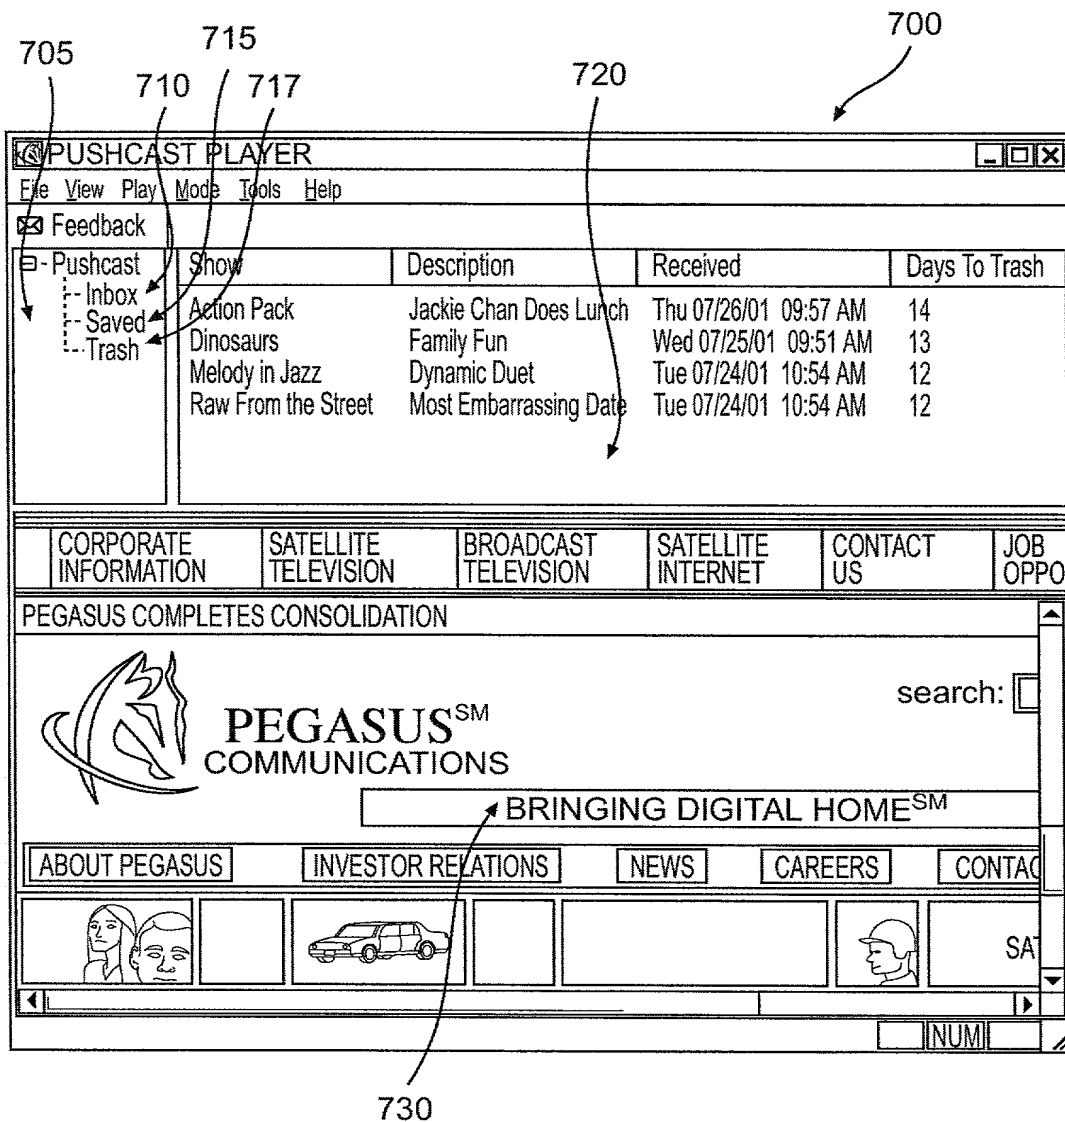 700
715
705
720
710
717
PUSHCAST PLAYER
File View Play Mode Tools Help
Feedback
Pushcast
Inbox
Saved
Trash
Show Description Received Days To Trash
Action Pack Jackie Chan Does Lunch Thu 07/26/01 09:57 AM 14
Dinosaurs Family Fun Wed 07/25/01 09:51 AM 13
Melody in Jazz Dynamic Duet Tue 07/24/01 10:54 AM 12
Raw From the Street Most Embarrassing Date Tue 07/24/01 10:54 AM 12
CORPORATE INFORMATION
SATELLITE TELEVISION
BROADCAST TELEVISION
SATELLITE INTERNET
CONTACT US
JOB OPPO
PEGASUS COMPLETES CONSOLIDATION
search:
PEGASUS℠
COMMUNICATIONS
BRINGING DIGITAL HOME℠
ABOUT PEGASUS INVESTOR RELATIONS NEWS CAREERS CONTAC
SAT
NUM
730